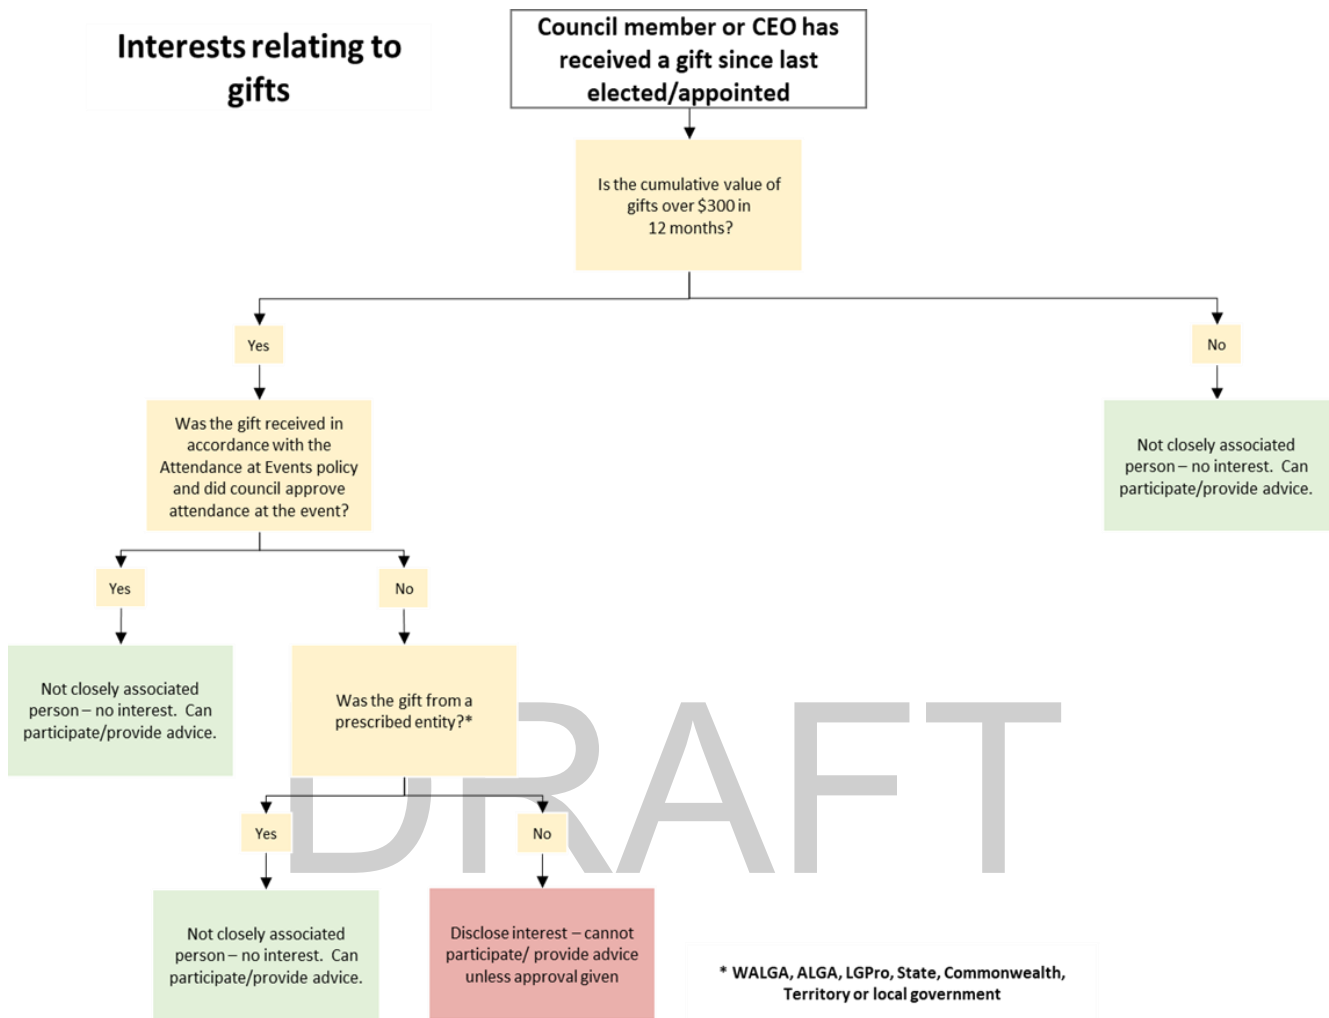 Interests relating to
gifts
Council member or CEO has
received a gift since last
elected/appointed
Is the cumulative value of
gifts over $300 in
12 months?
Yes
No
Was the gift received in
accordance with the
Attendance at Events policy
and did council approve
attendance at the event?
Not closely associated
person – no interest.  Can
participate/provide advice.
Yes
No
Not closely associated
person – no interest.  Can
participate/provide advice.
Was the gift from a
prescribed entity?*
DRAFT
Yes
No
Not closely associated
person – no interest.  Can
participate/provide advice.
Disclose interest – cannot
participate/ provide advice
unless approval given
* WALGA, ALGA, LGPro, State, Commonwealth,
Territory or local government